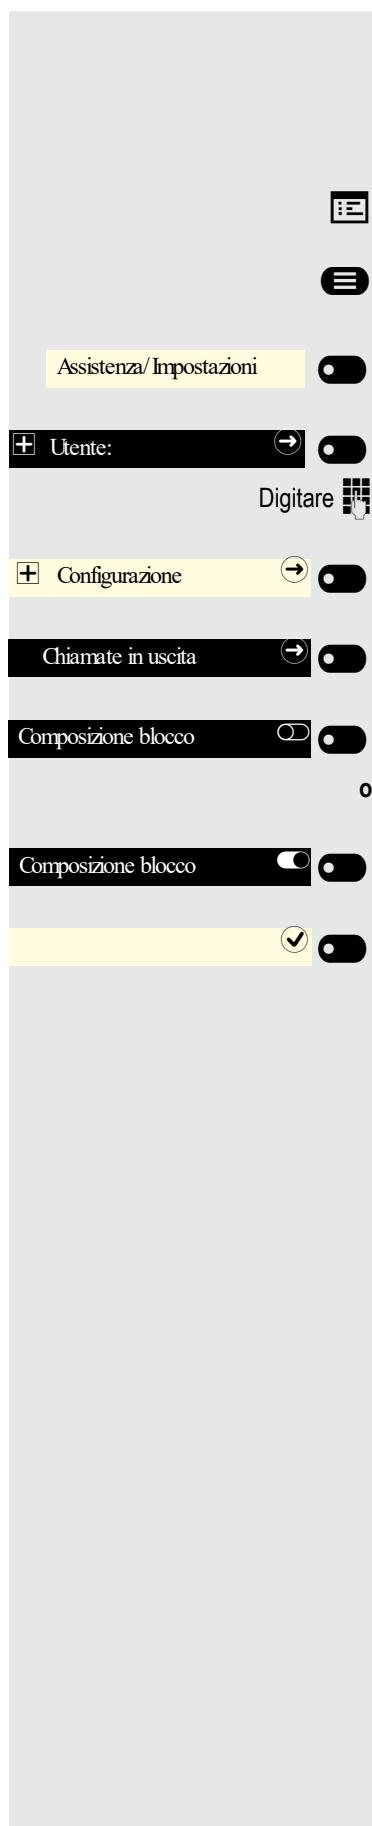 Assistenza/Impostazioni
Utente:
Digitare
Configurazione
Chiamate in uscita
Composizione blocco
o
Composizione blocco